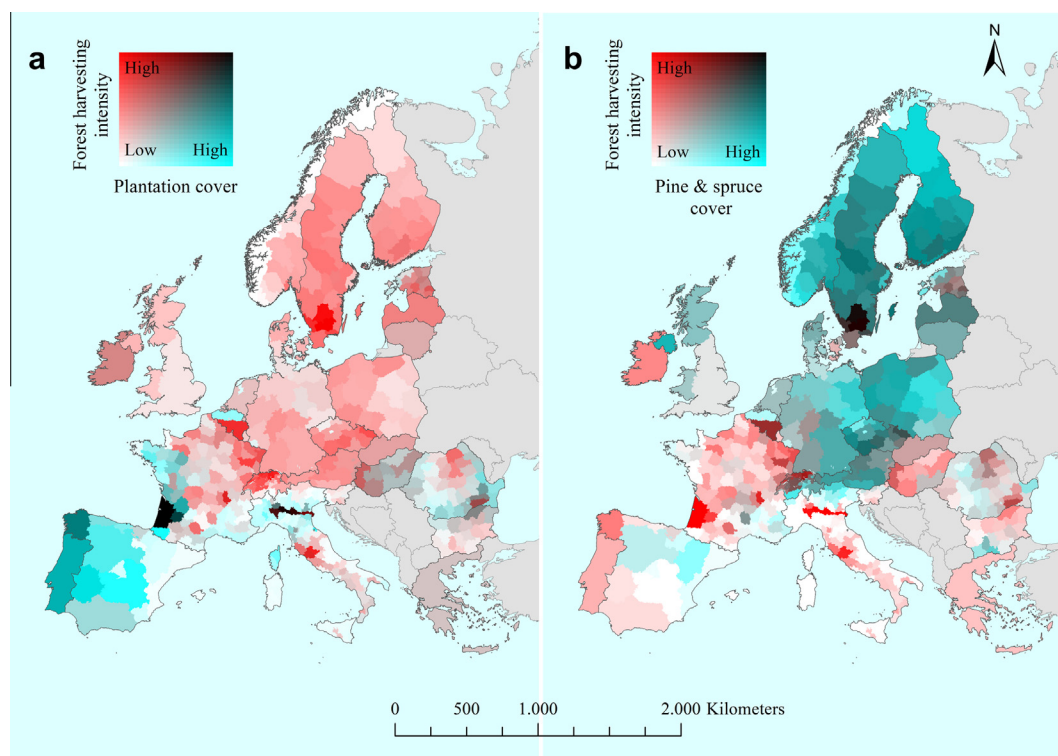 a
Forest harvesting
intensity
High
Low
High
Plantation cover
b
Forest harvesting
intensity
High
Low
High
Pine & spruce
cover
N
0
500
1.000
2.000 Kilometers